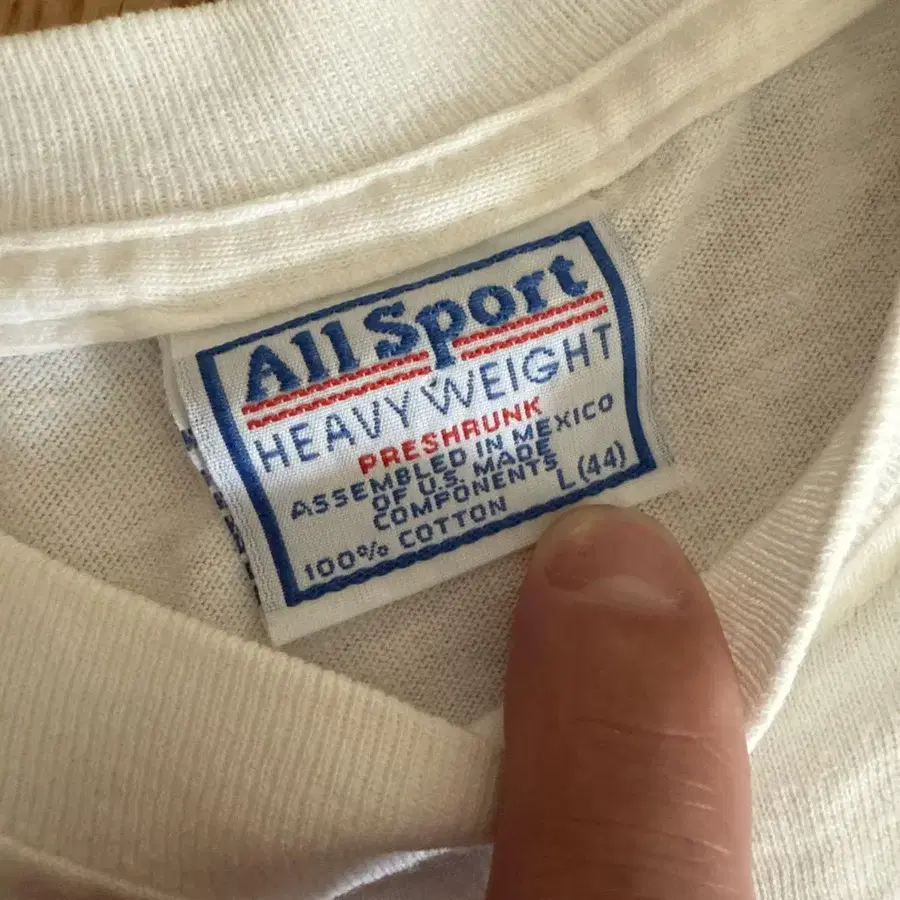 All Sport
HEAVY WEIGHT
PRESHRUNK
ASSEMBLED IN MEXICO
OF U.S. MADE
COMPONENTS
100% COTTON L (44)